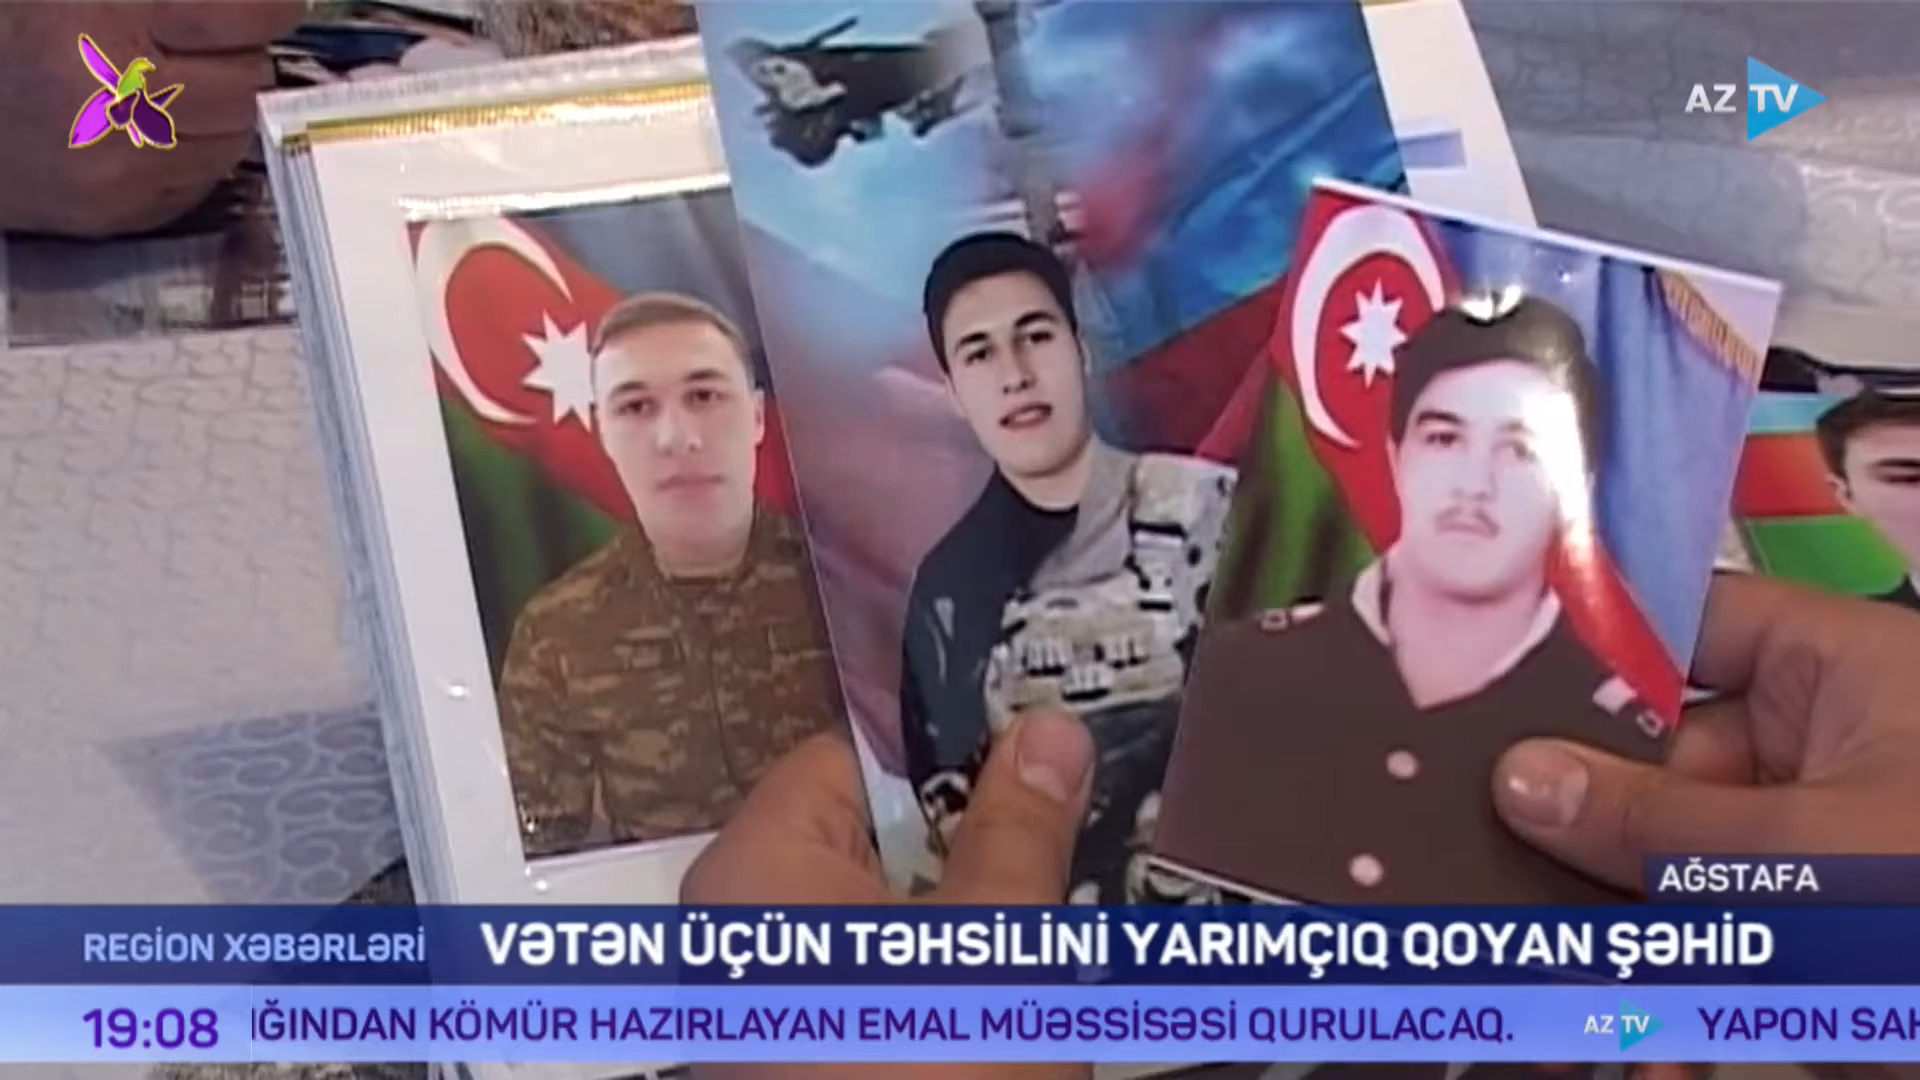 AZ TV
AĞSTAFA
REGİON XƏBƏRLƏRİ
VƏTƏN ÜÇÜN TƏHSİLİNİ YARIMÇIQ QOYAN ŞƏHİD
19:08
IĞINDAN KÖMÜR HAZIRLAYAN EMAL MÜƏSSİSƏSİ QURULACAQ. AZ TV YAPON SAH